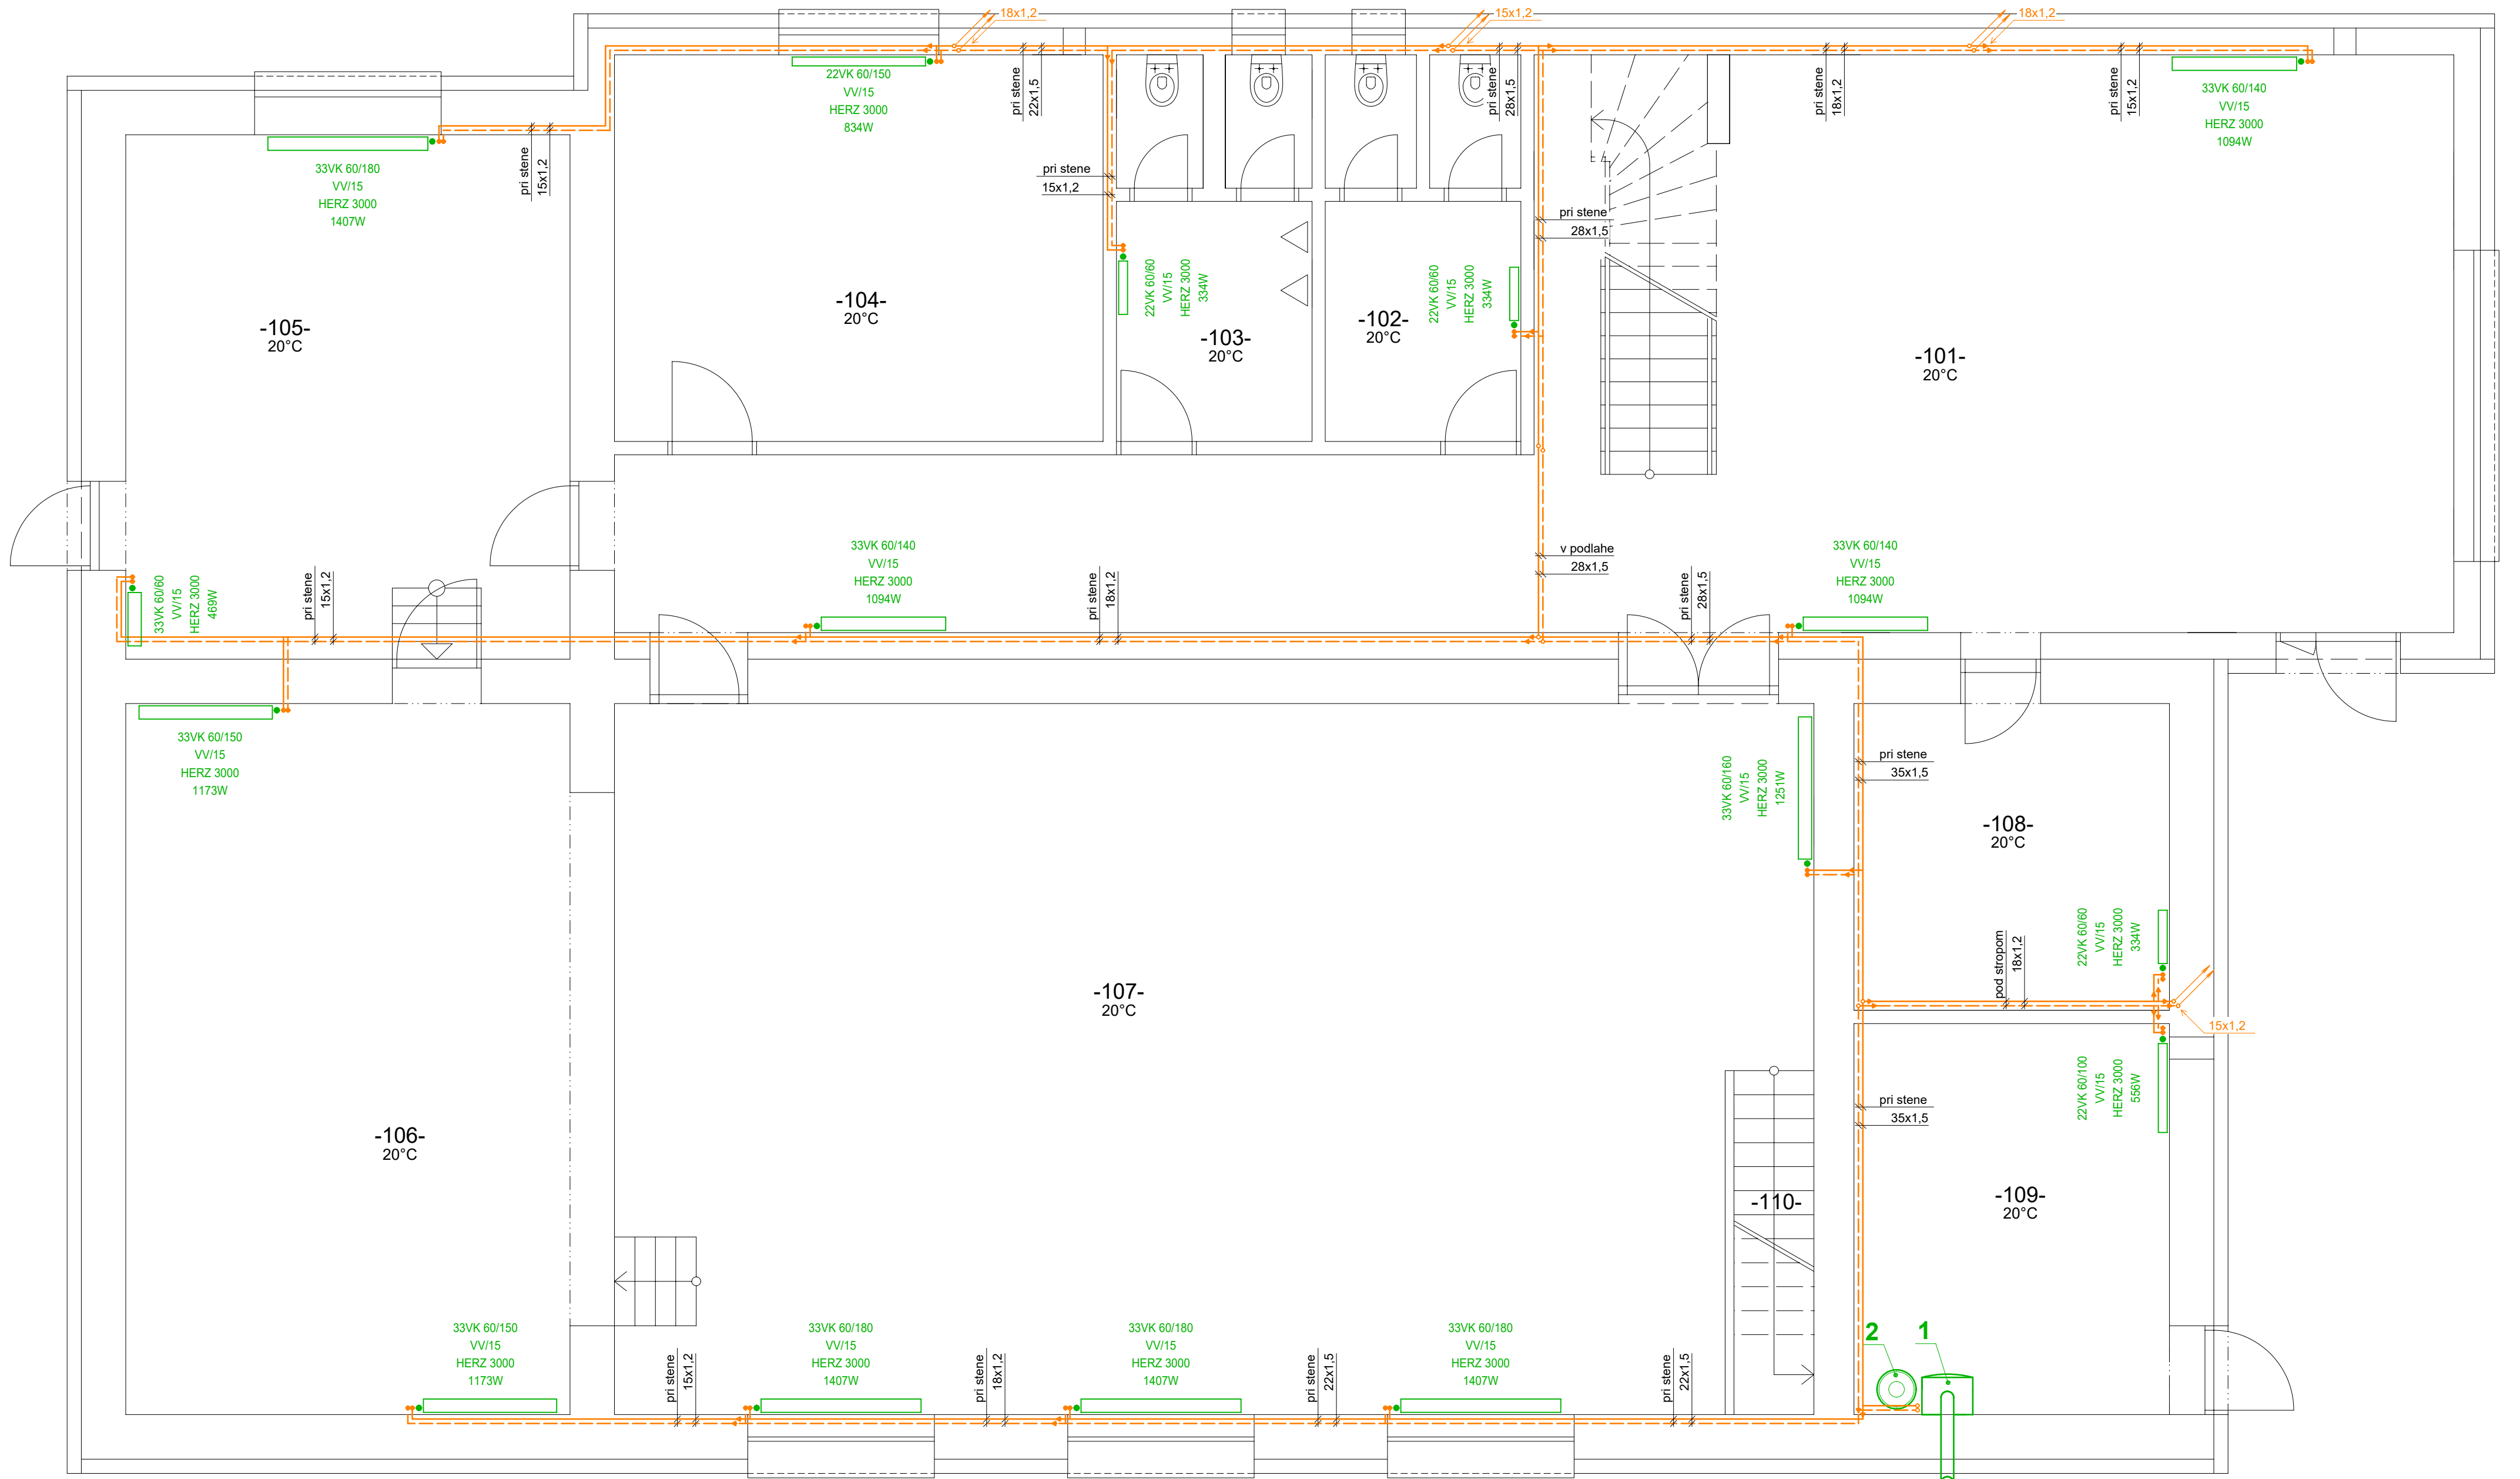 18x1,2
15x1,2
18x1,2
22VK 60/150
VV/15
HERZ 3000
834W
pri stene
22x1,5
pri stene
28x1,5
pri stene
18x1,2
pri stene
15x1,2
33VK 60/140
VV/15
HERZ 3000
1094W
33VK 60/180
VV/15
HERZ 3000
1407W
pri stene
15x1,2
pri stene
15x1,2
pri stene
28x1,5
22VK 60/60
VV/15
HERZ 3000
334W
22VK 60/60
VV/15
HERZ 3000
334W
-105-
20°C
-104-
20°C
-103-
20°C
-102-
20°C
-101-
20°C
33VK 60/60
VV/15
HERZ 3000
469W
pri stene
15x1,2
33VK 60/140
VV/15
HERZ 3000
1094W
pri stene
18x1,2
v podlahe
28x1,5
pri stene
28x1,5
33VK 60/140
VV/15
HERZ 3000
1094W
33VK 60/150
VV/15
HERZ 3000
1173W
33VK 60/160
VV/15
HERZ 3000
1251W
pri stene
35x1,5
-108-
20°C
22VK 60/60
VV/15
HERZ 3000
334W
pod stropom
18x1,2
15x1,2
-107-
20°C
22VK 60/100
VV/15
HERZ 3000
556W
pri stene
35x1,5
-106-
20°C
-110-
-109-
20°C
33VK 60/150
VV/15
HERZ 3000
1173W
pri stene
15x1,2
33VK 60/180
VV/15
HERZ 3000
1407W
pri stene
18x1,2
33VK 60/180
VV/15
HERZ 3000
1407W
pri stene
22x1,5
33VK 60/180
VV/15
HERZ 3000
1407W
pri stene
22x1,5
2
1